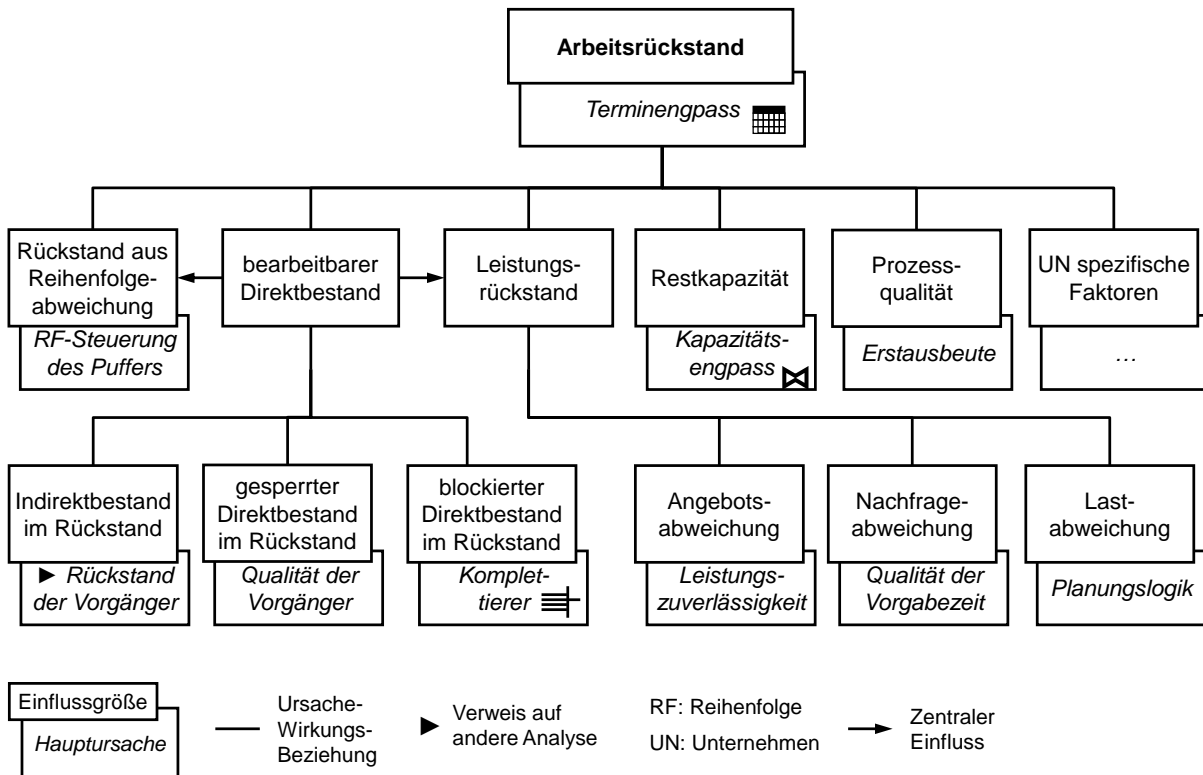 Arbeitsrückstand
Terminengpass
Rückstand aus
Reihenfolge-
abweichung
RF-Steuerung
des Puffers
bearbeitbarer
Direktbestand
Leistungs-
rückstand
Restkapazität
Kapazitäts-
engpass
Prozess-
qualität
Erstausbeute
UN spezifische
Faktoren
...
Indirektbestand
im Rückstand
► Rückstand
der Vorgänger
gesperrter
Direktbestand
im Rückstand
Qualität der
Vorgänger
blockierter
Direktbestand
im Rückstand
Komplet-
tierer
Angebots-
abweichung
Leistungs-
zuverlässigkeit
Nachfrage-
abweichung
Qualität der
Vorgabezeit
Last-
abweichung
Planungslogik
Einflussgröße
Hauptursache
Ursache-
Wirkungs-
Beziehung
► Verweis auf
andere Analyse
RF: Reihenfolge
UN: Unternehmen
Zentraler
Einfluss